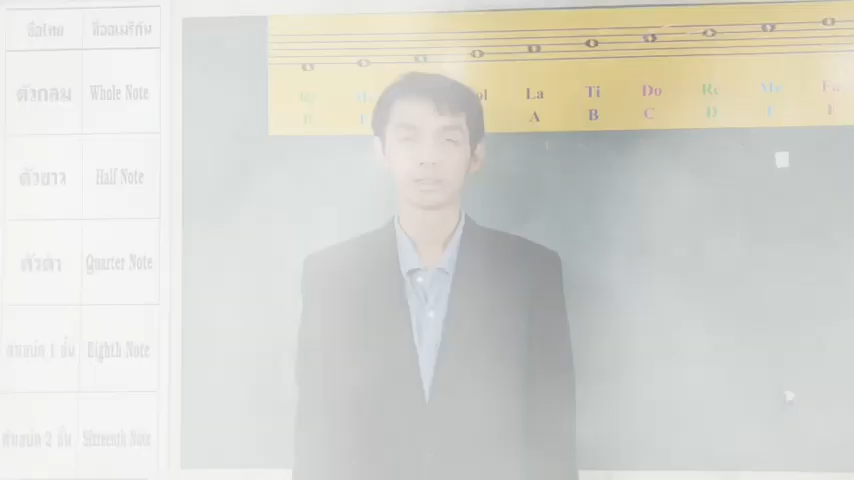 ชื่อไทย ชื่ออเมริกัน
ตัวกลม Whole Note
ตัวขาว Half Note
ตัวดำ Quarter Note
ตัวเขบ็ต 1 ชั้น Eighth Note
ตัวเขบ็ต 2 ชั้น Sixteenth Note
La Ti Do Re Mi Fa
A B C D E F